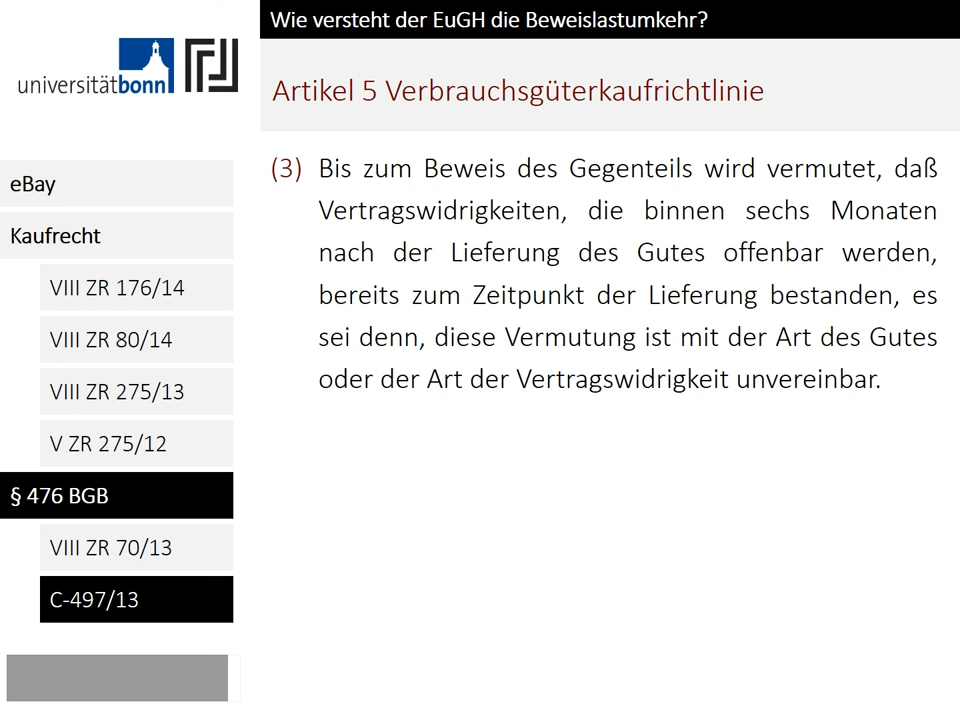 Wie versteht der EuGH die Beweislastumkehr?
universitätbonn
Artikel 5 Verbrauchsgüterkaufrichtlinie
eBay
Kaufrecht
VIII ZR 176/14
VIII ZR 80/14
VIII ZR 275/13
V ZR 275/12
§ 476 BGB
VIII ZR 70/13
C-497/13
(3) Bis zum Beweis des Gegenteils wird vermutet, daß
Vertragswidrigkeiten, die binnen sechs Monaten
nach der Lieferung des Gutes offenbar werden,
bereits zum Zeitpunkt der Lieferung bestanden, es
sei denn, diese Vermutung ist mit der Art des Gutes
oder der Art der Vertragswidrigkeit unvereinbar.